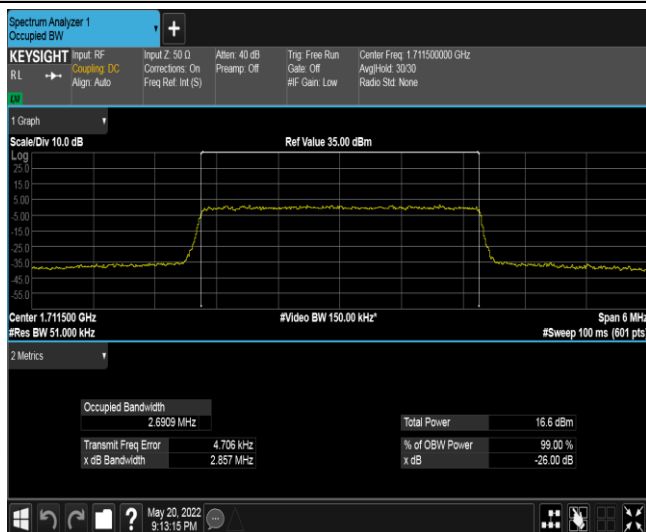 Spectrum Analyzer 1
Occupied BW
+
KEYSIGHT
RL
LXI
Input: RF
Coupling: DC
Align: Auto
Input Z: 50 Ω
Corrections: On
Freq Ref: Int (S)
Atten: 40 dB
Preamp: Off
Trig: Free Run
Gate: Off
#IF Gain: Low
Center Freq: 1.711500000 GHz
Avg|Hold: 30/30
Radio Std: None
1 Graph
Scale/Div 10.0 dB
Ref Value 35.00 dBm
Log
25.0
15.0
5.00
-5.00
-15.0
-25.0
-35.0
-45.0
-55.0
Center 1.711500 GHz
#Video BW 150.00 kHz*
Span 6 MHz
#Res BW 51.000 kHz
#Sweep 100 ms (601 pts)
2 Metrics
Occupied Bandwidth
2.6909 MHz
Total Power 16.6 dBm
Transmit Freq Error 4.706 kHz
% of OBW Power 99.00 %
x dB Bandwidth 2.857 MHz
x dB -26.00 dB
?
May 20, 2022
9:13:15 PM